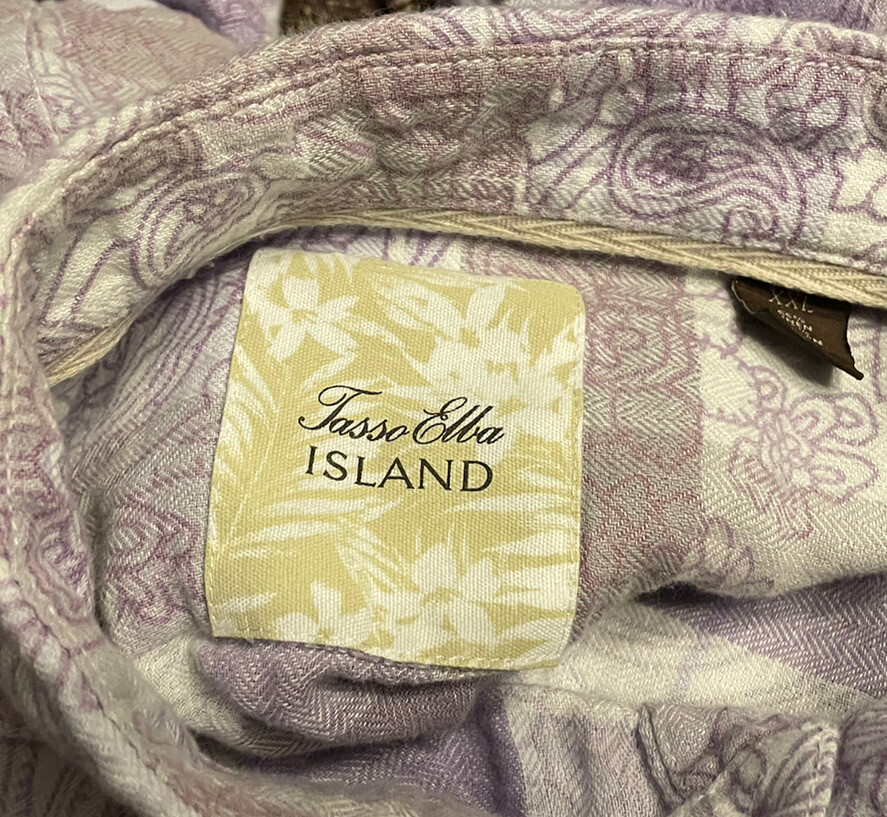 Tasso Elba
ISLAND
XXL